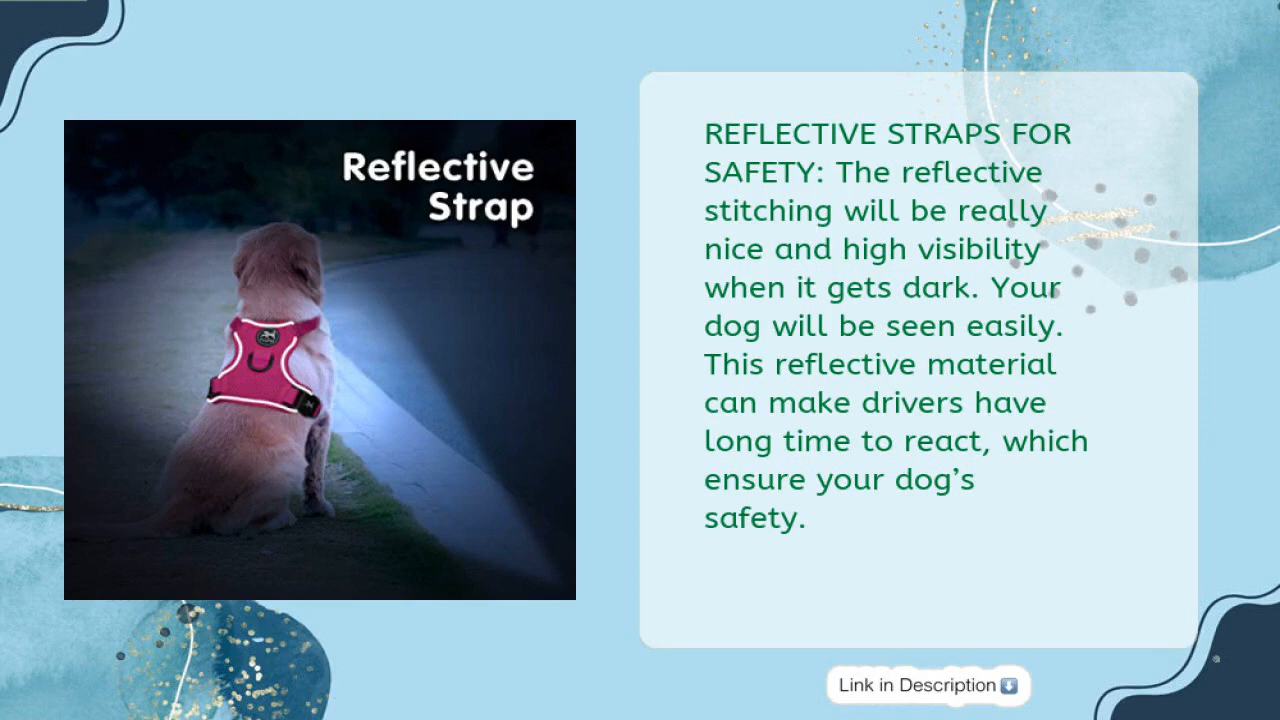 Reflective
Strap
REFLECTIVE STRAPS FOR
SAFETY: The reflective
stitching will be really
nice and high visibility
when it gets dark. Your
dog will be seen easily.
This reflective material
can make drivers have
long time to react, which
ensure your dog’s
safety.
Link in Description